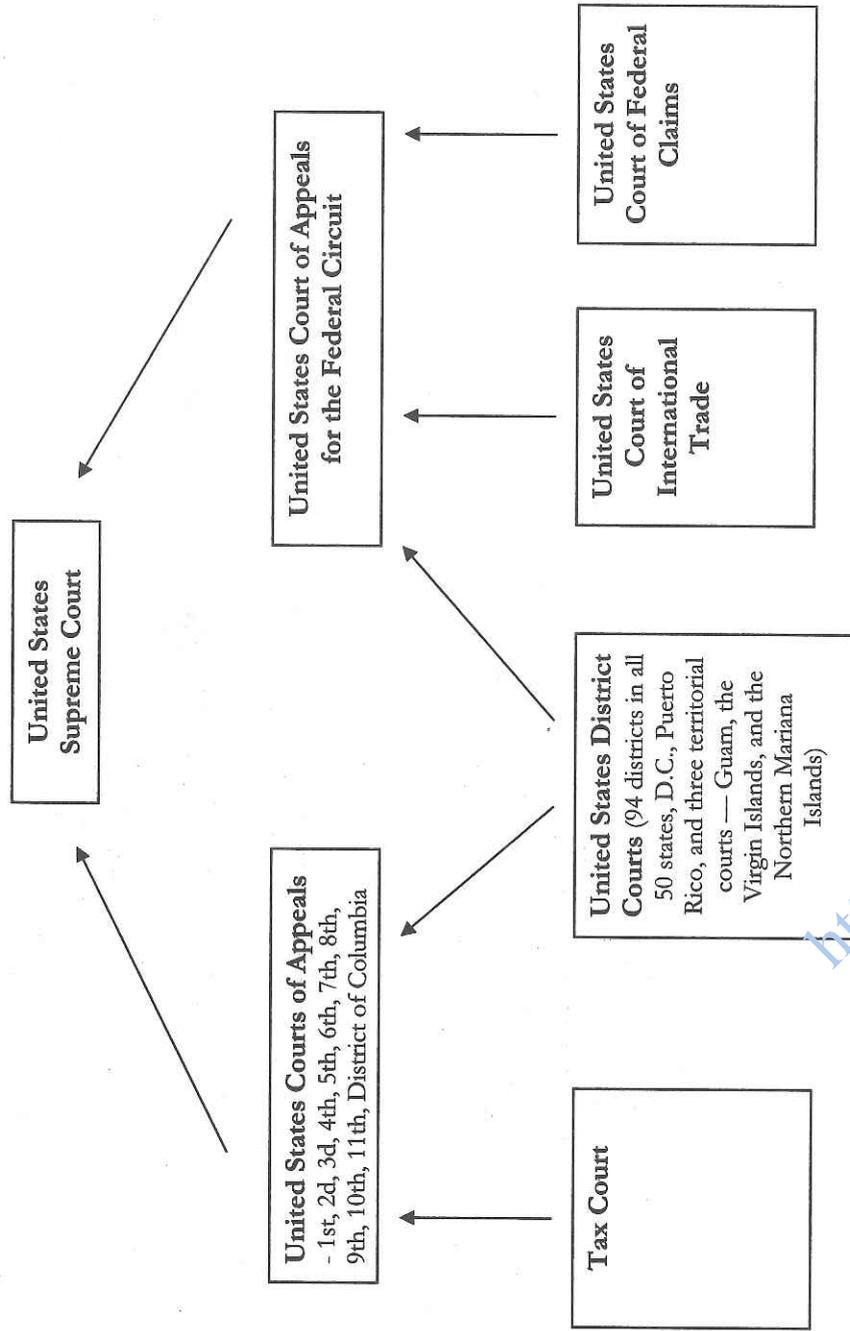 United States
Supreme Court
United States Courts of Appeals
- 1st, 2d, 3d, 4th, 5th, 6th, 7th, 8th,
9th, 10th, 11th, District of Columbia
United States Court of Appeals
for the Federal Circuit
Tax Court
United States District
Courts (94 districts in all
50 states, D.C., Puerto
Rico, and three territorial
courts — Guam, the
Virgin Islands, and the
Northern Mariana
Islands)
United States
Court of
International
Trade
United States
Court of Federal
Claims